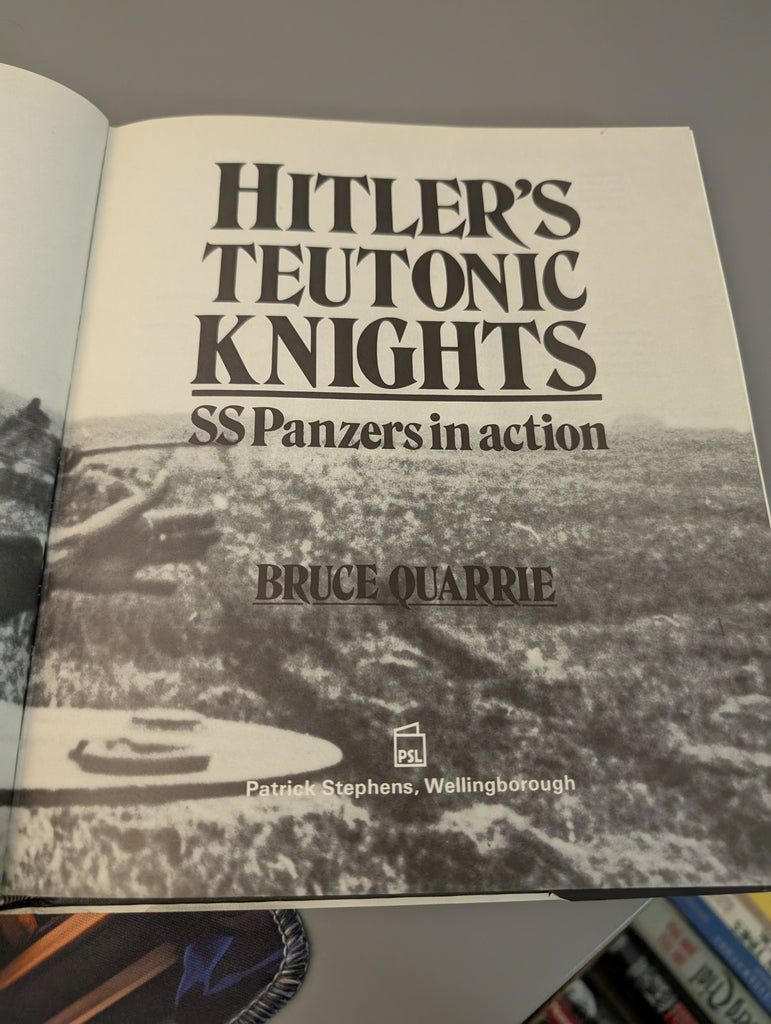 HITLER'S
TEUTONIC
KNIGHTS
SS Panzers in action
BRUCE QUARRIE
PSL
Patrick Stephens, Wellingborough